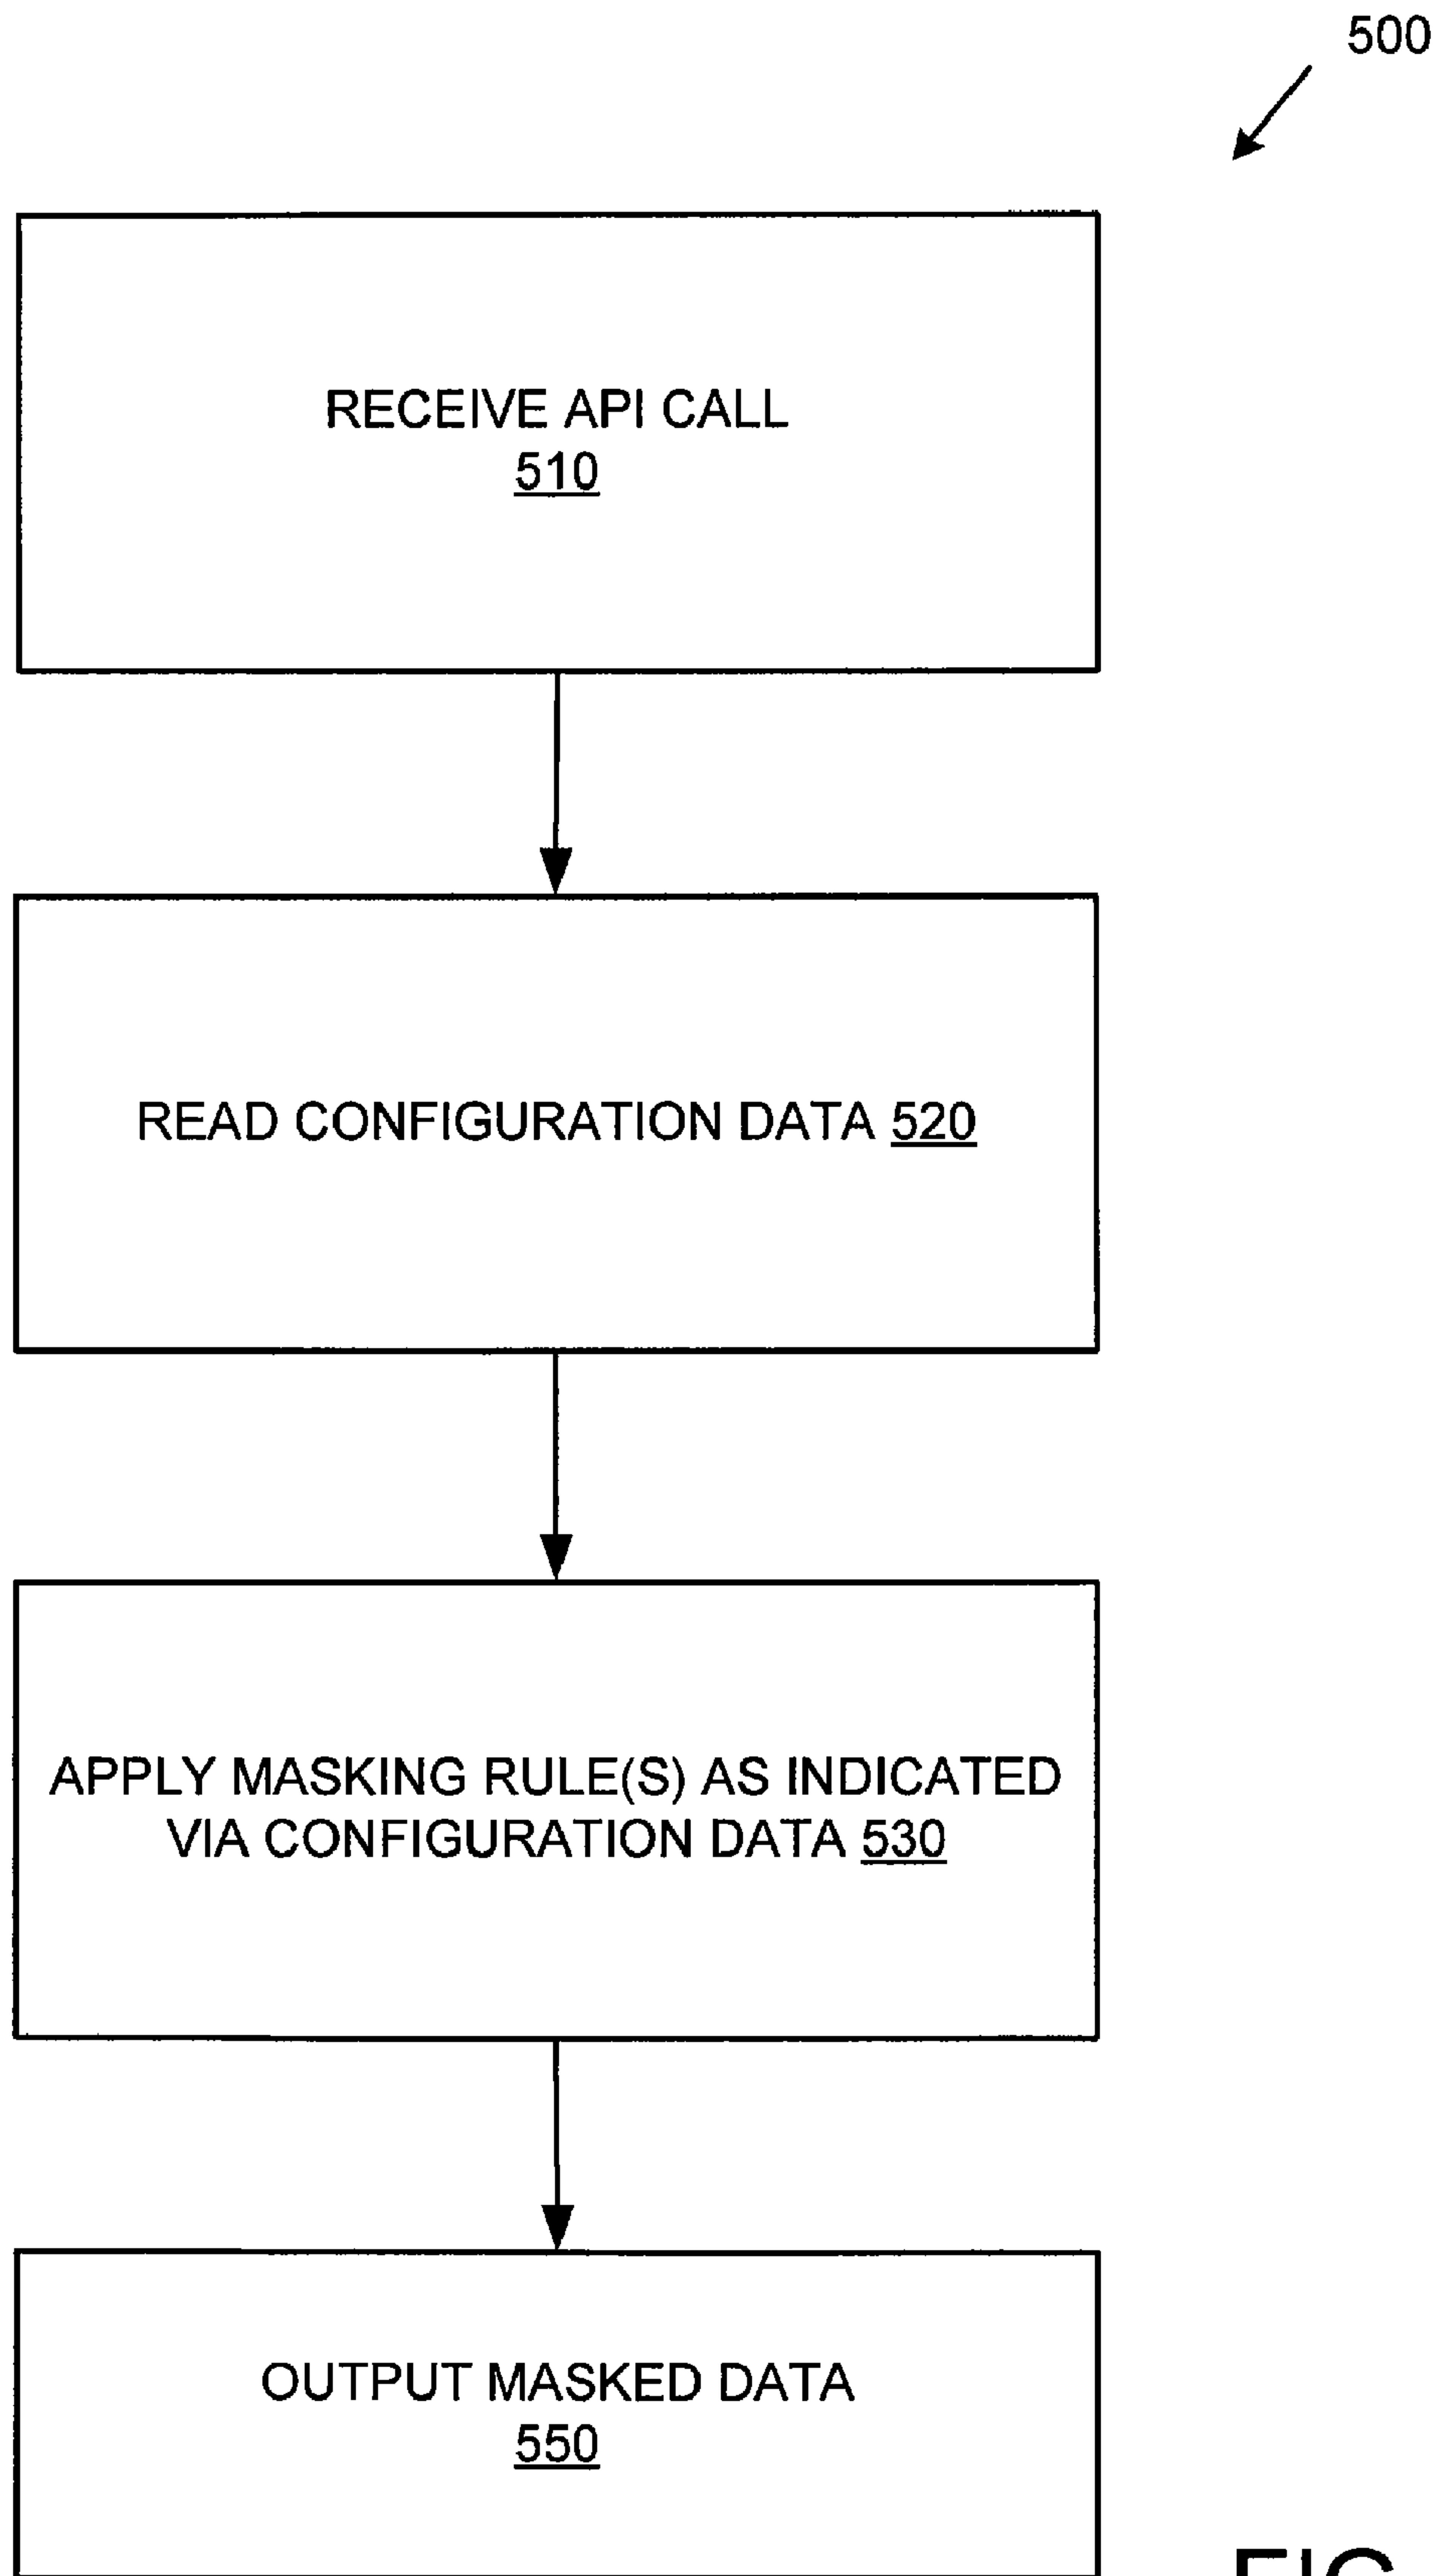 500
RECEIVE API CALL
510
READ CONFIGURATION DATA 520
APPLY MASKING RULE(S) AS INDICATED
VIA CONFIGURATION DATA 530
OUTPUT MASKED DATA
550
FIG